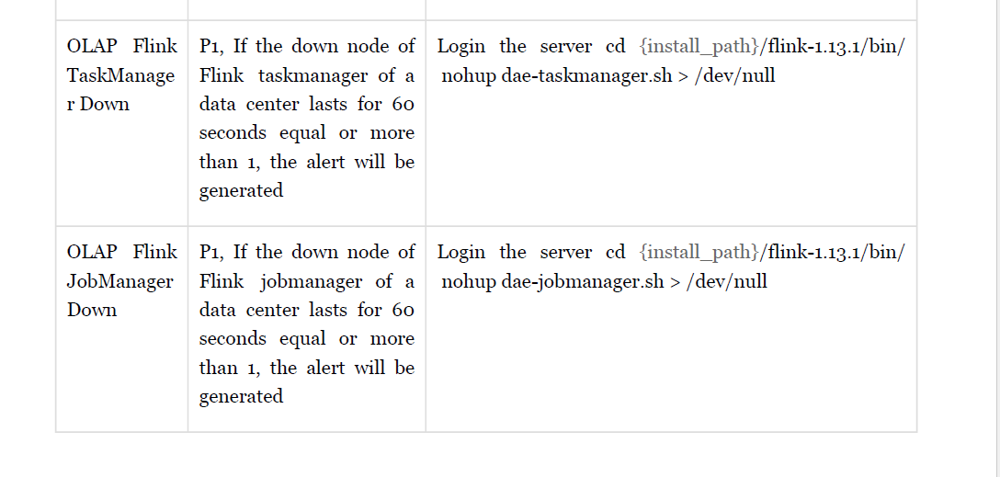 OLAP Flink
TaskManage
r Down
P1, If the down node of
Flink taskmanager of a
data center lasts for 60
seconds equal or more
than 1, the alert will be
generated
Login the server cd {install_path}/flink-1.13.1/bin/
nohup dae-taskmanager.sh > /dev/null
OLAP Flink
JobManager
Down
P1, If the down node of
Flink jobmanager of a
data center lasts for 60
seconds equal or more
than 1, the alert will be
generated
Login the server cd {install_path}/flink-1.13.1/bin/
nohup dae-jobmanager.sh > /dev/null